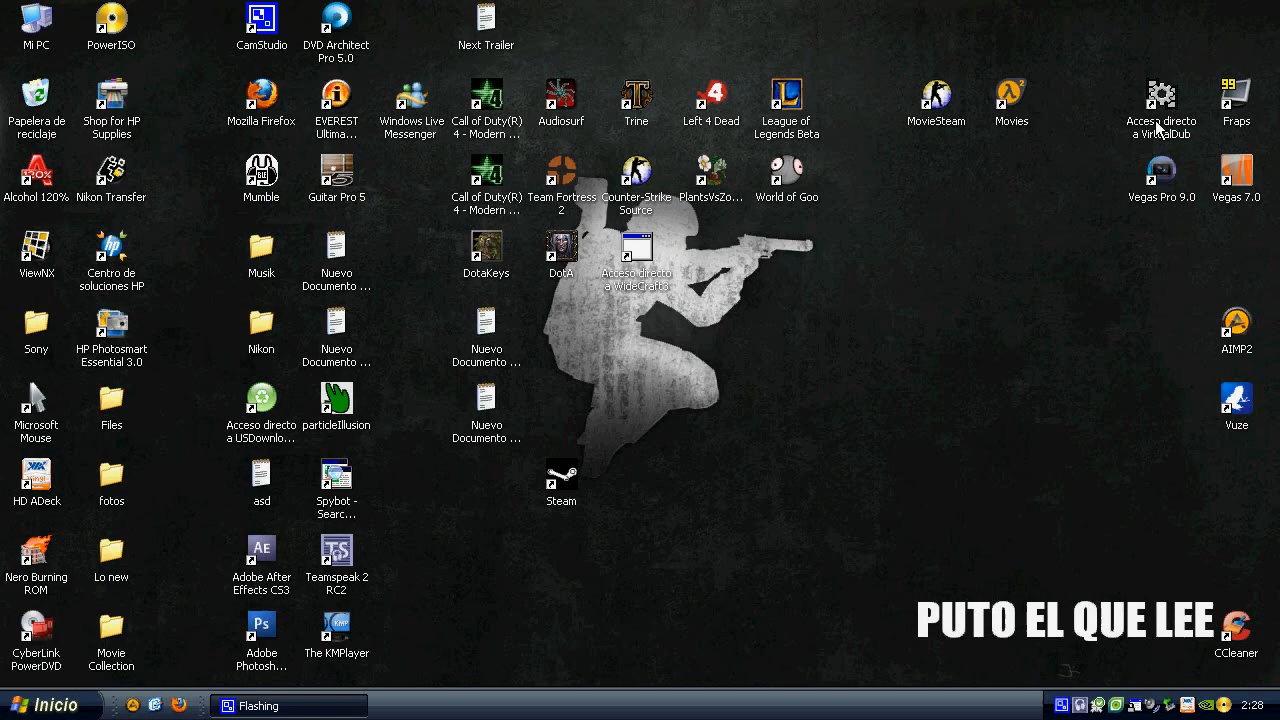 Mi PC
PowerISO
CamStudio
DVD Architect
Pro 5.0
Next Trailer
Papelera de
reciclaje
Shop for HP
Supplies
Mozilla Firefox
EVEREST
Ultima...
Windows Live
Messenger
Call of Duty(R)
4 - Modern ...
Audiosurf
Trine
Left 4 Dead
League of
Legends Beta
MovieSteam
Movies
Acceso directo
a VirtualDub
99
Fraps
Alcohol 120%
Nikon Transfer
Mumble
Guitar Pro 5
Call of Duty(R)
4 - Modern ...
Team Fortress
2
Counter-Strike
Source
PlantsVsZo...
World of Goo
Vegas Pro 9.0
Vegas 7.0
ViewNX
Centro de
soluciones HP
Musik
Nuevo
Documento ...
DotaKeys
DotA
Acceso directo
a WideCraft3
Sony
HP Photosmart
Essential 3.0
Nikon
Nuevo
Documento ...
Nuevo
Documento ...
AIMP2
Microsoft
Mouse
Files
Acceso directo
a USDownlo...
particleIllusion
Nuevo
Documento ...
Vuze
HD ADeck
fotos
asd
Spybot -
Searc...
Steam
Nero Burning
ROM
Lo new
Adobe After
Effects CS3
Teamspeak 2
RC2
PUTO EL QUE LEE
CyberLink
PowerDVD
Movie
Collection
Adobe
Photosh...
The KMPlayer
CCleaner
Inicio
Flashing
2:28